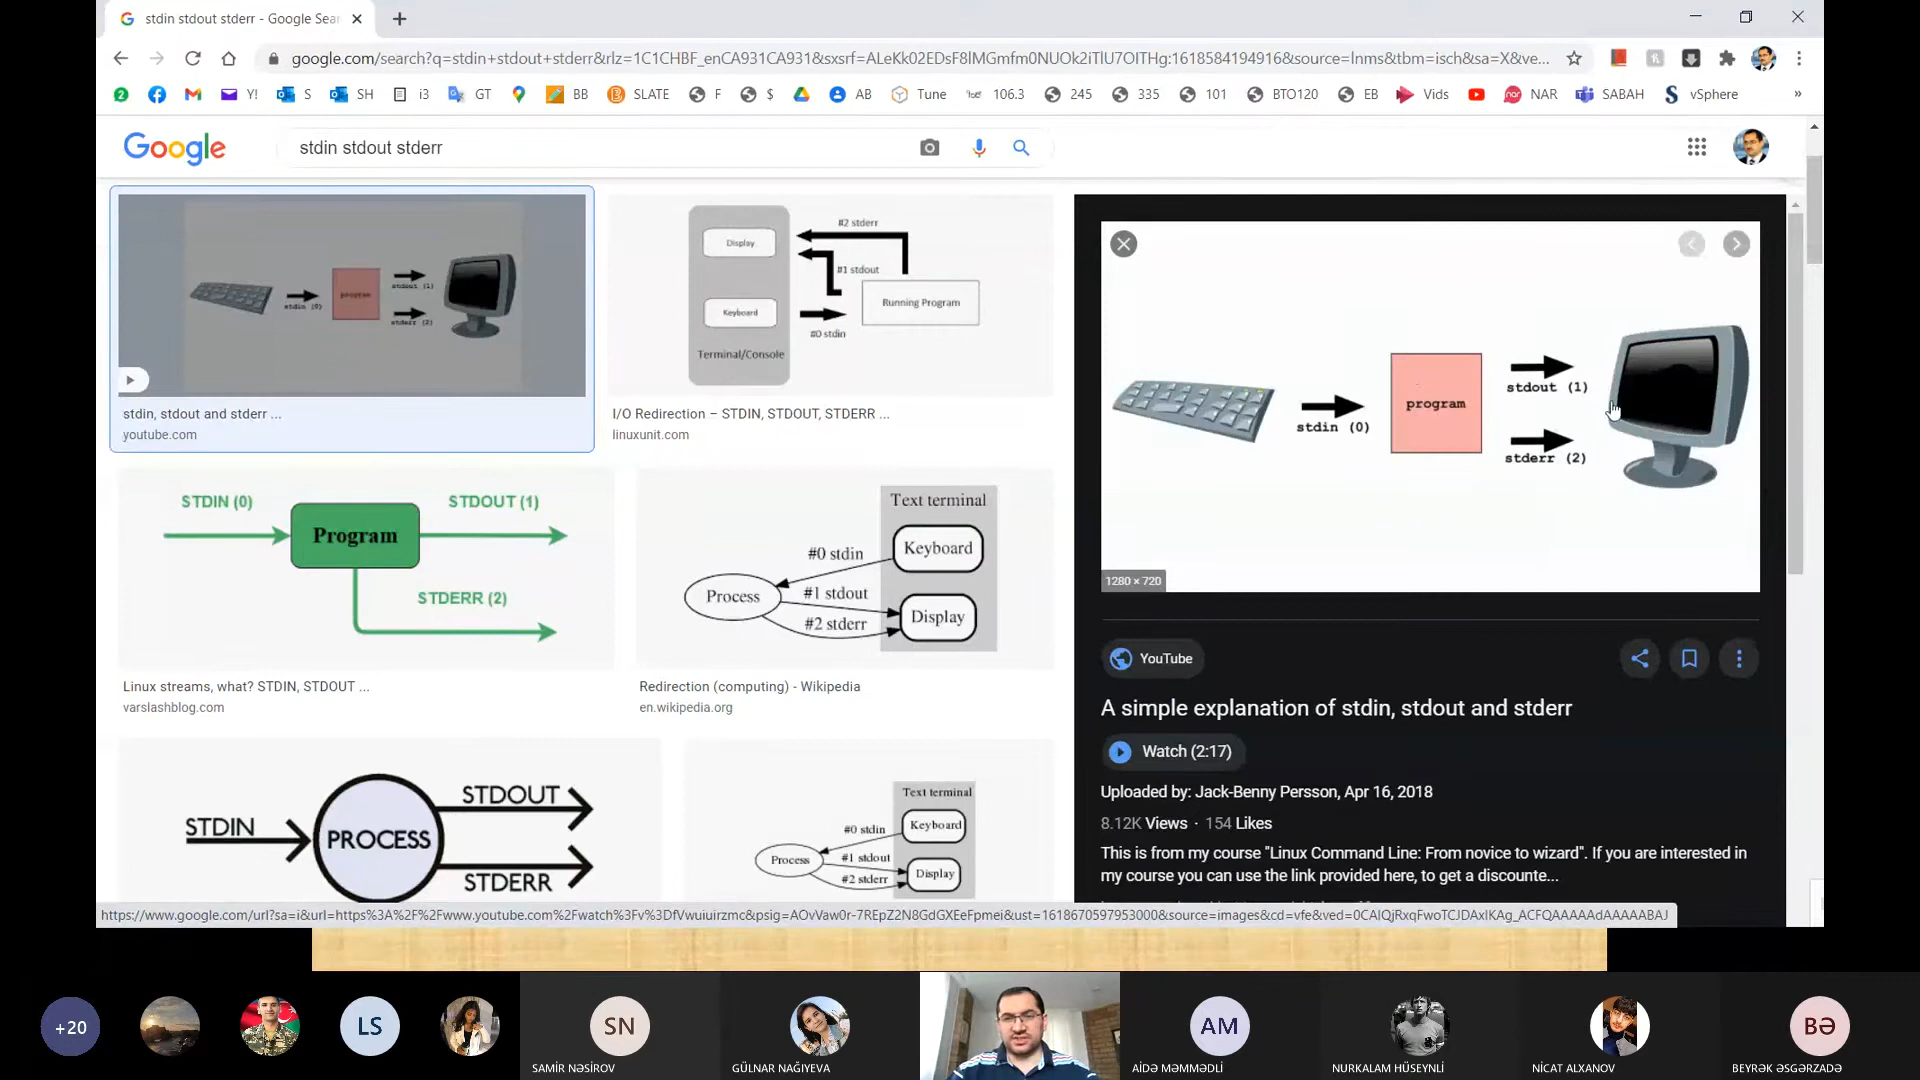 stdin stdout stderr - Google Sear
google.com/search?q=stdin+stdout+stderr&rlz=1C1CHBF_enCA931CA931&sxsrf=ALeKk02EDsF8lMGmfm0NUOk2iTlU7OITHg:1618584194916&source=lnms&tbm=isch&sa=X&ve...
2 Y! S SH i3 GT BB SLATE F $ AB Tune 106.3 245 335 101 BTO120 EB Vids NAR SABAH vSphere »
Google
stdin stdout stderr
stdin (0)
program
stdout (1)
stderr (2)
stdin, stdout and stderr ...
youtube.com
Display
#2 stderr
#1 stdout
Running Program
Keyboard
#0 stdin
Terminal/Console
I/O Redirection – STDIN, STDOUT, STDERR ...
linuxunit.com
STDIN (0)
STDOUT (1)
Program
STDERR (2)
Linux streams, what? STDIN, STDOUT ...
varslashblog.com
Text terminal
Keyboard
#0 stdin
Process
#1 stdout
Display
#2 stderr
Redirection (computing) - Wikipedia
en.wikipedia.org
STDIN
PROCESS
STDOUT
STDERR
Text terminal
Keyboard
#0 stdin
Process
#1 stdout
Display
#2 stderr
stdin (0)
program
stdout (1)
stderr (2)
1280 × 720
YouTube
A simple explanation of stdin, stdout and stderr
Watch (2:17)
Uploaded by: Jack-Benny Persson, Apr 16, 2018
8.12K Views · 154 Likes
This is from my course "Linux Command Line: From novice to wizard". If you are interested in
my course you can use the link provided here, to get a discounte...
https://www.google.com/url?sa=i&url=https%3A%2F%2Fwww.youtube.com%2Fwatch%3Fv%3DfVwuiuirzmc&psig=AOvVaw0r-7REpZ2N8GdGXEeFpmei&ust=1618670597953000&source=images&cd=vfe&ved=0CAIQjRxqFwoTCJDAxIKAg_ACFQAAAAAdAAAAABAJ
+20
LS
SN
SAMİR NƏSİROV
GÜLNAR NAĞIYEVA
AM
AİDƏ MƏMMƏDLİ
NURKALAM HÜSEYNLİ
NİCAT ALXANOV
BƏ
BEYRƏK ƏSGƏRZADƏ